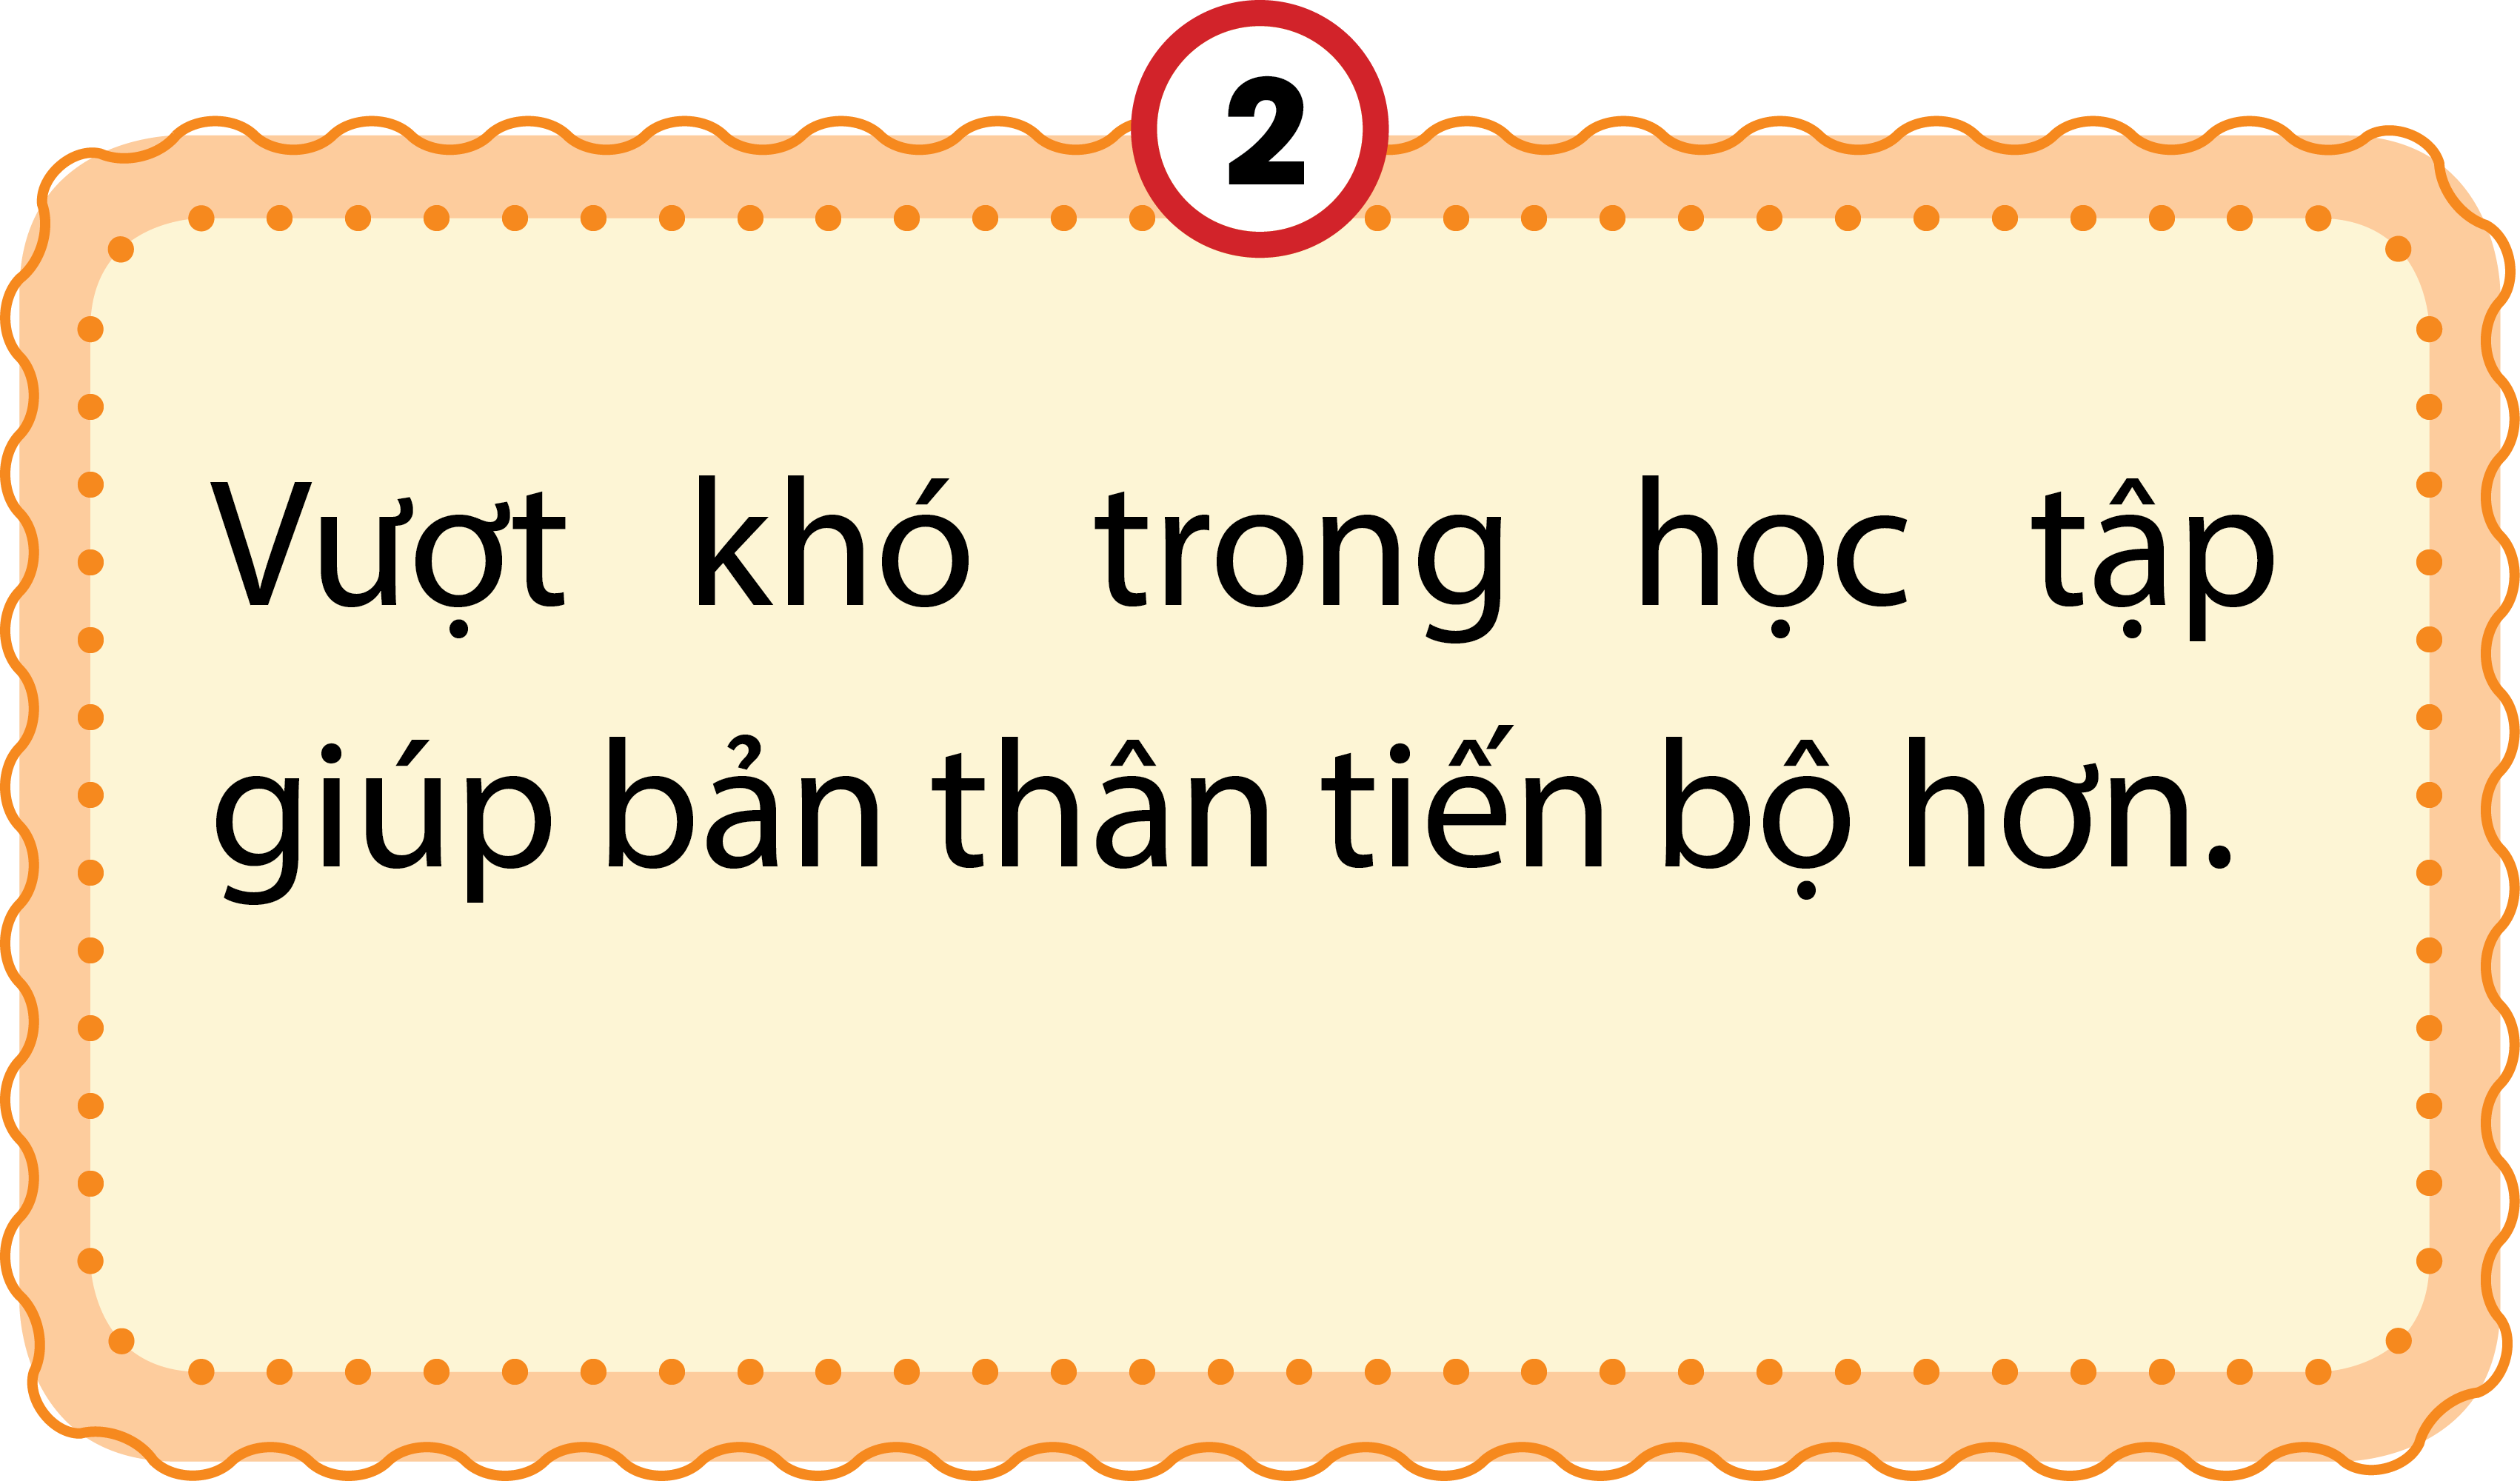 2
Vượt khó trong học tập
giúp bản thân tiến bộ hơn.